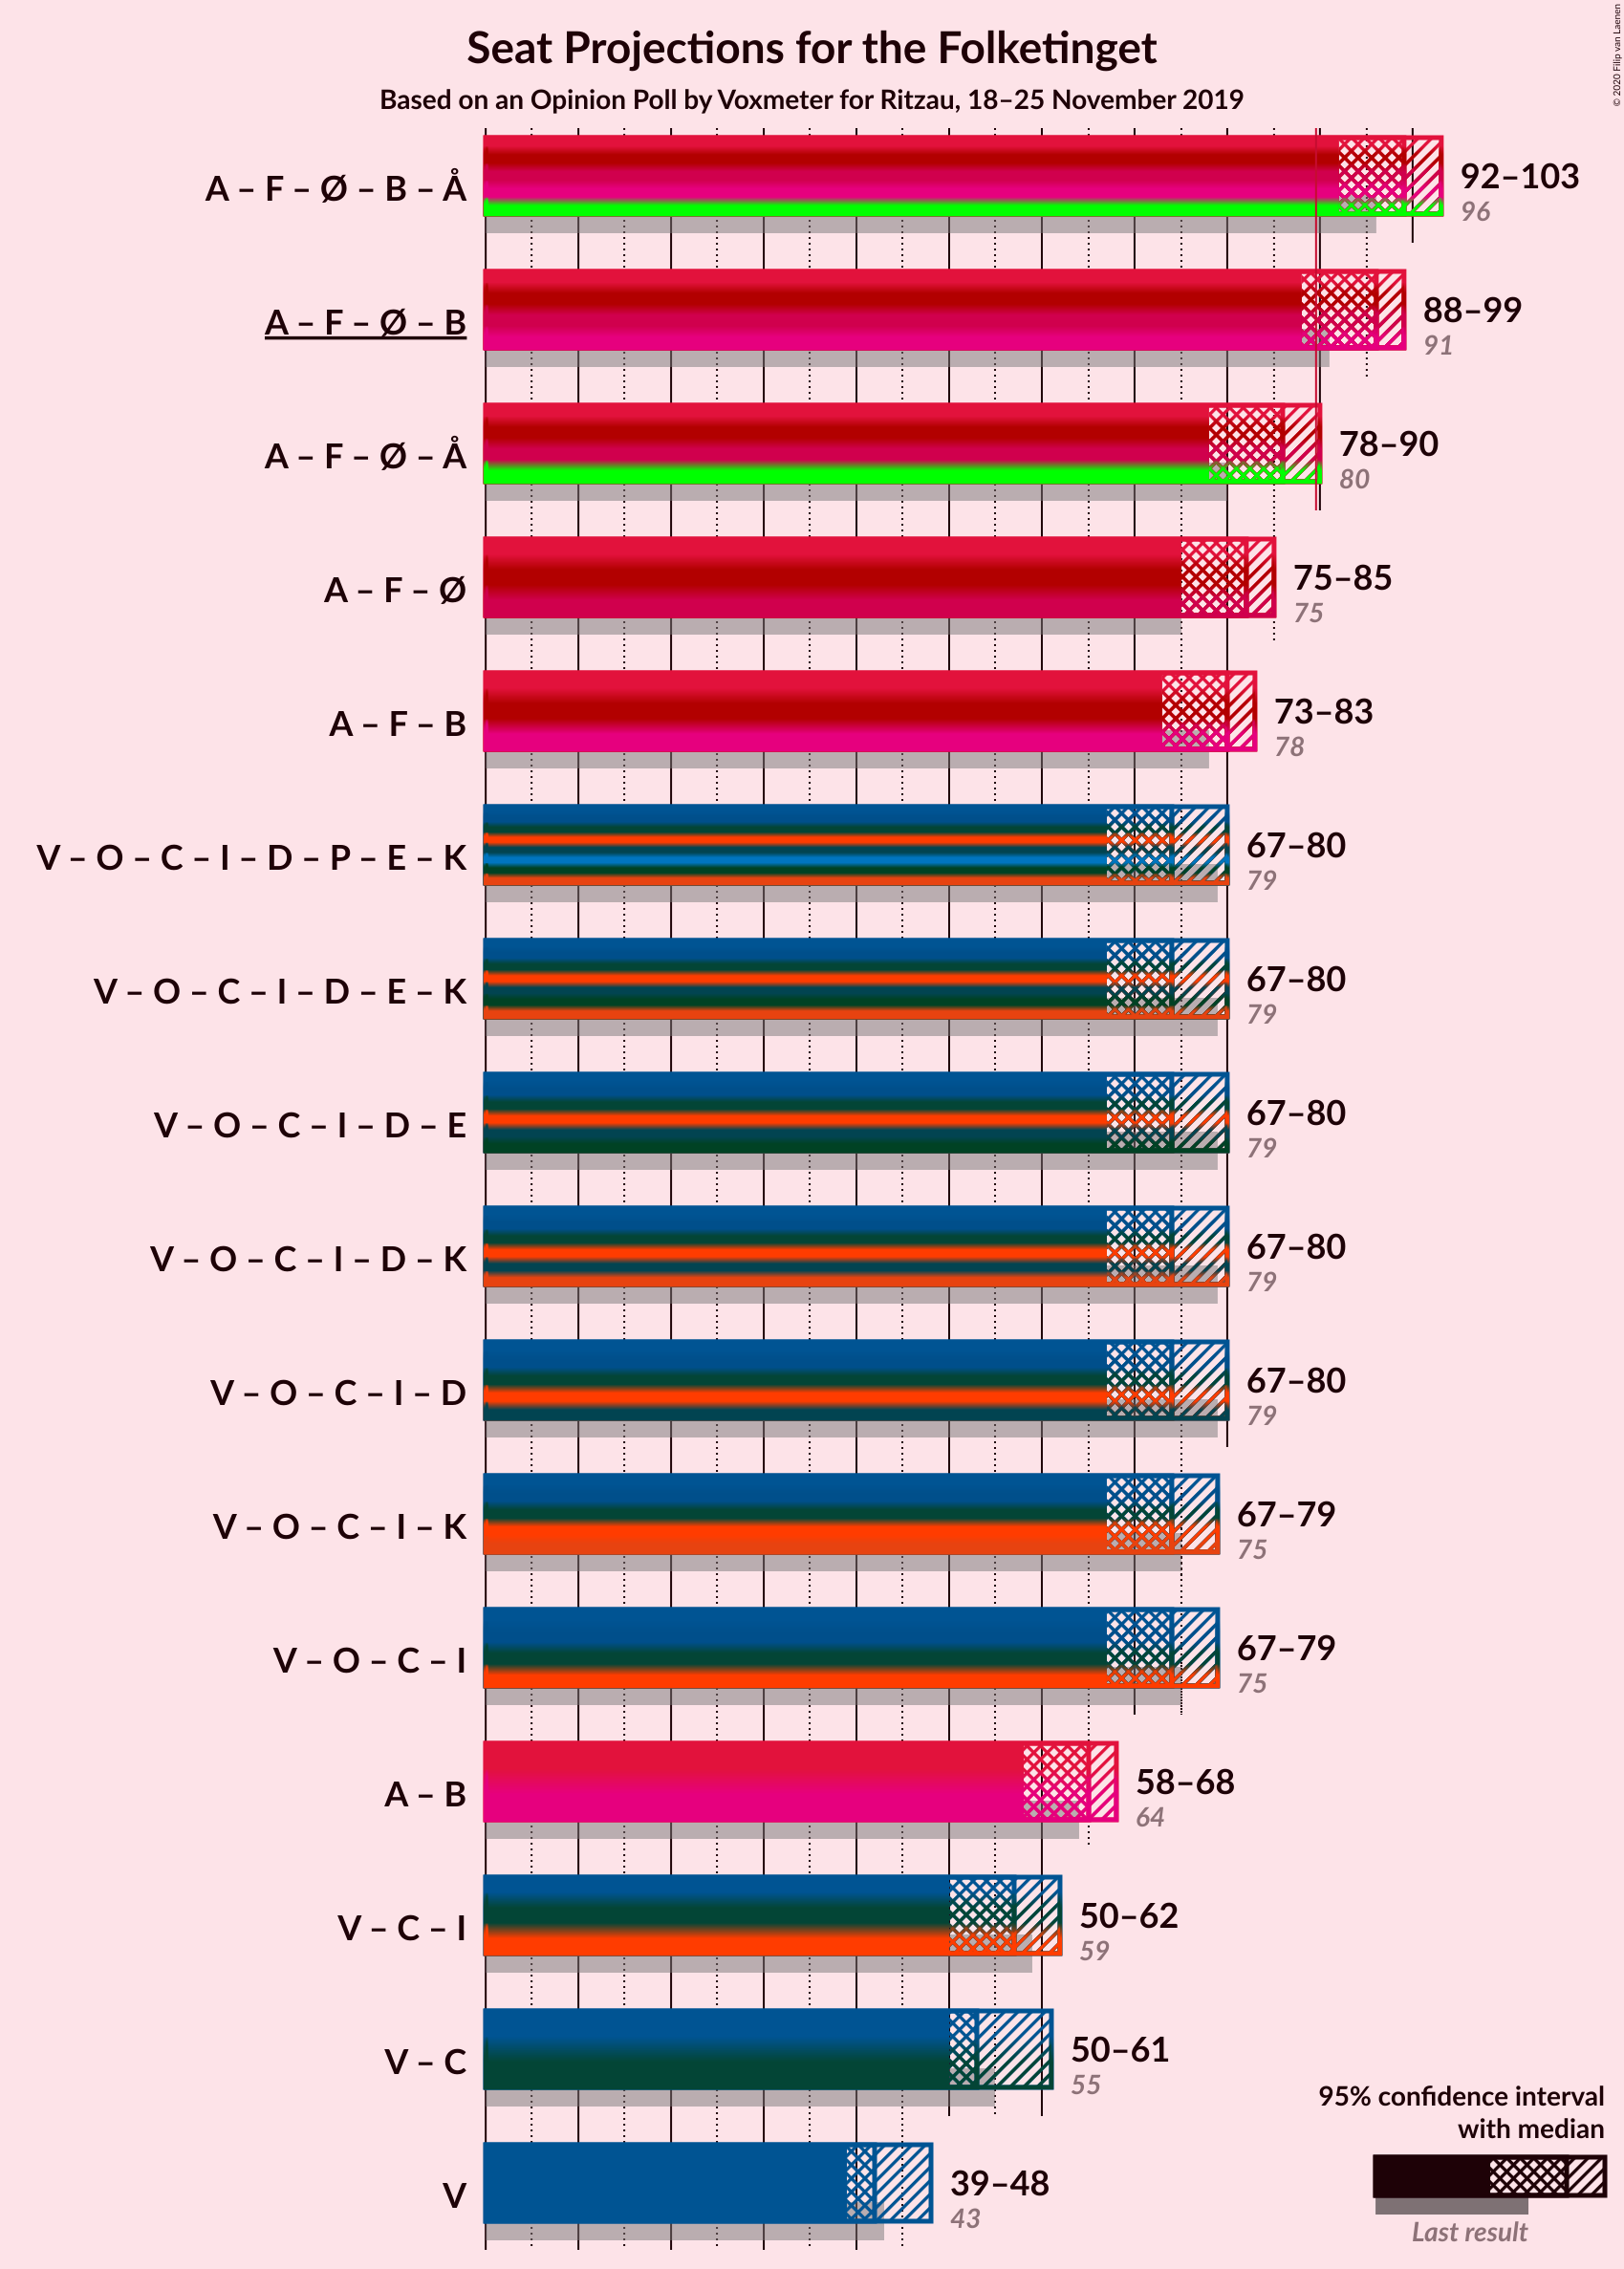 Seat Projections for the Folketinget
Based on an Opinion Poll by Voxmeter for Ritzau, 18–25 November 2019
© 2020 Filip van Laenen
A – F – Ø – B – Å
92–103
96
A – F – Ø – B
88–99
91
A – F – Ø – Å
78–90
80
A – F – Ø
75–85
75
A – F – B
73–83
78
V – O – C – I – D – P – E – K
67–80
79
V – O – C – I – D – E – K
67–80
79
V – O – C – I – D – E
67–80
79
V – O – C – I – D – K
67–80
79
V – O – C – I – D
67–80
79
V – O – C – I – K
67–79
75
V – O – C – I
67–79
75
A – B
58–68
64
V – C – I
50–62
59
V – C
50–61
55
V
39–48
43
95% confidence interval
with median
Last result